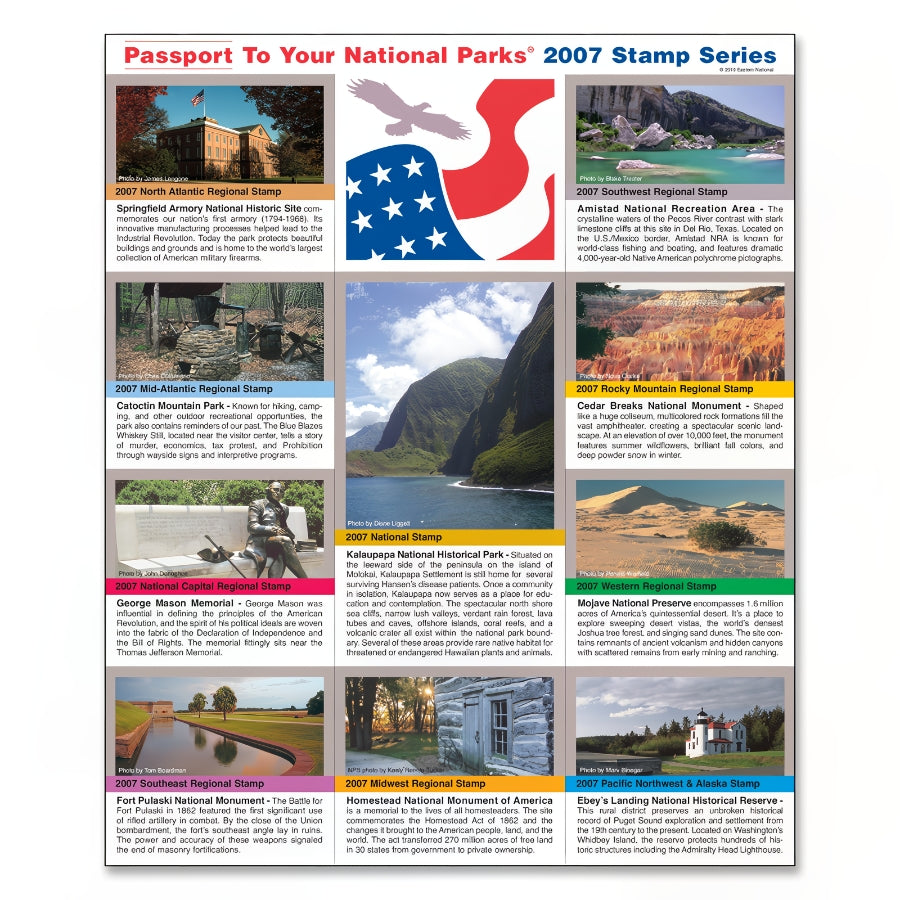 Passport To Your National Parks® 2007 Stamp Series
© 2010 Eastern National
Photo by James Langone
2007 North Atlantic Regional Stamp
Springfield Armory National Historic Site com-
memorates our nation's first armory (1794-1968). Its
innovative manufacturing processes helped lead to the
Industrial Revolution. Today the park protects beautiful
buildings and grounds and is home to the world's largest
collection of American military firearms.
Photo by Blake Trester
2007 Southwest Regional Stamp
Amistad National Recreation Area - The
crystalline waters of the Pecos River contrast with stark
limestone cliffs at this site in Del Rio, Texas. Located on
the U.S./Mexico border, Amistad NRA is known for
world-class fishing and boating, and features dramatic
4,000-year-old Native American polychrome pictographs.
Photo by
2007 Mid-Atlantic Regional Stamp
Catoctin Mountain Park - Known for hiking, camp-
ing, and other outdoor recreational opportunities, the
park also contains reminders of our past. The Blue Blazes
Whiskey Still, located near the visitor center, tells a story
of murder, economics, tax protest, and Prohibition
through wayside signs and interpretive programs.
Photo by Diane Liggett
2007 National Stamp
Kalaupapa National Historical Park - Situated on
the leeward side of the peninsula on the island of
Molokai, Kalaupapa Settlement is still home for several
surviving Hansen's disease patients. Once a community
in isolation, Kalaupapa now serves as a place for edu-
cation and contemplation. The spectacular north shore
sea cliffs, narrow lush valleys, verdant rain forest, lava
tubes and caves, offshore islands, coral reefs, and a
volcanic crater all exist within the national park bound-
ary. Several of these areas provide rare native habitat for
threatened or endangered Hawaiian plants and animals.
Photo by
2007 Rocky Mountain Regional Stamp
Cedar Breaks National Monument - Shaped
like a huge coliseum, multicolored rock formations fill the
vast amphitheater, creating a spectacular scenic land-
scape. At an elevation of over 10,000 feet, the monument
features summer wildflowers, brilliant fall colors, and
deep powder snow in winter.
Photo by John Donoghue
2007 National Capital Regional Stamp
George Mason Memorial - George Mason was
influential in defining the principles of the American
Revolution, and the spirit of his political ideals are woven
into the fabric of the Declaration of Independence and
the Bill of Rights. The memorial fittingly sits near the
Thomas Jefferson Memorial.
Photo by
2007 Western Regional Stamp
Mojave National Preserve encompasses 1.6 million
acres of America's quintessential desert. It's a place to
explore sweeping desert vistas, the world's densest
Joshua tree forest, and singing sand dunes. The site con-
tains remnants of ancient volcanism and hidden canyons
with scattered remains from early mining and ranching.
Photo by Tom Boardman
2007 Southeast Regional Stamp
Fort Pulaski National Monument - The Battle for
Fort Pulaski in 1862 featured the first significant use
of rifled artillery in combat. By the close of the Union
bombardment, the fort's southeast angle lay in ruins.
The power and accuracy of these weapons signaled
the end of masonry fortifications.
NPS photo by
2007 Midwest Regional Stamp
Homestead National Monument of America
is a memorial to the lives of all homesteaders. The site
commemorates the Homestead Act of 1862 and the
changes it brought to the American people, land, and the
world. The act transferred 270 million acres of free land
in 30 states from government to private ownership.
Photo by Mark
2007 Pacific Northwest & Alaska Stamp
Ebey's Landing National Historical Reserve -
This rural district preserves an unbroken historical
record of Puget Sound exploration and settlement from
the 19th century to the present. Located on Washington's
Whidbey Island, the reserve protects hundreds of his-
toric structures including the Admiralty Head Lighthouse.